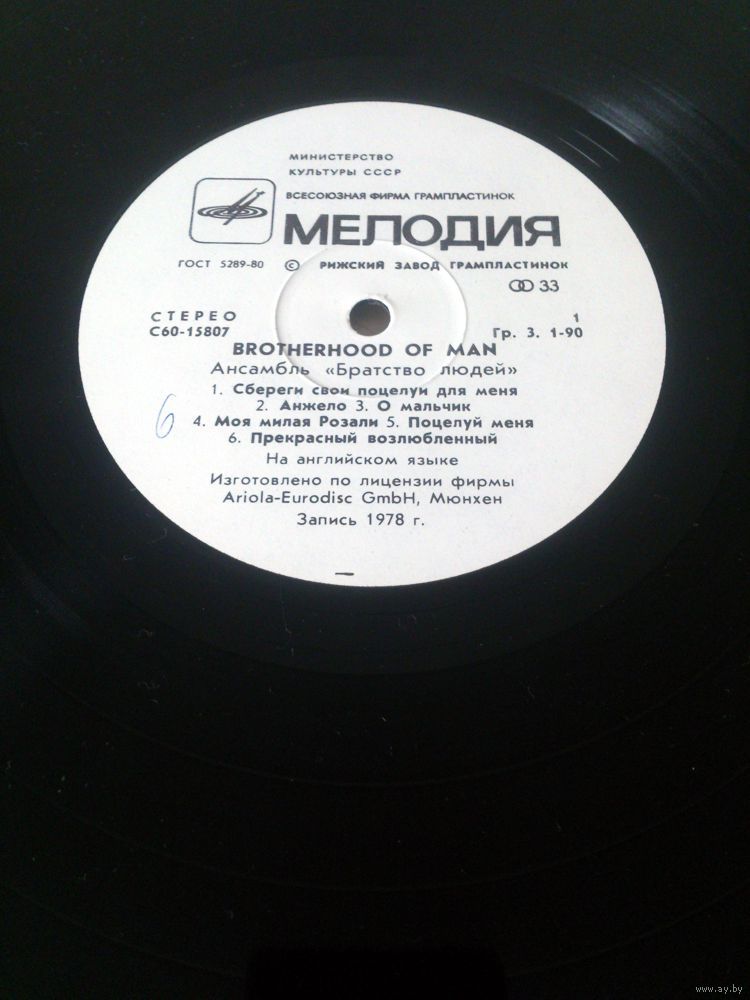 МИНИСТЕРСТВО
КУЛЬТУРЫ СССР
ВСЕСОЮЗНАЯ ФИРМА ГРАМПЛАСТИНОК
МЕЛОДИЯ
ГОСТ 5289-80 © РИЖСКИЙ ЗАВОД ГРАМПЛАСТИНОК
33
СТЕРЕО 1
С60-15807 Гр. 3. 1-90
BROTHERHOOD OF MAN
Ансамбль «Братство людей»
1. Сбереги свои поцелуи для меня
2. Анжело 3. О мальчик
4. Моя милая Розали 5. Поцелуй меня
6. Прекрасный возлюбленный
6
На английском языке
Изготовлено по лицензии фирмы
Ariola-Eurodisc GmbH, Мюнхен
Запись 1978 г.
www.ay.by